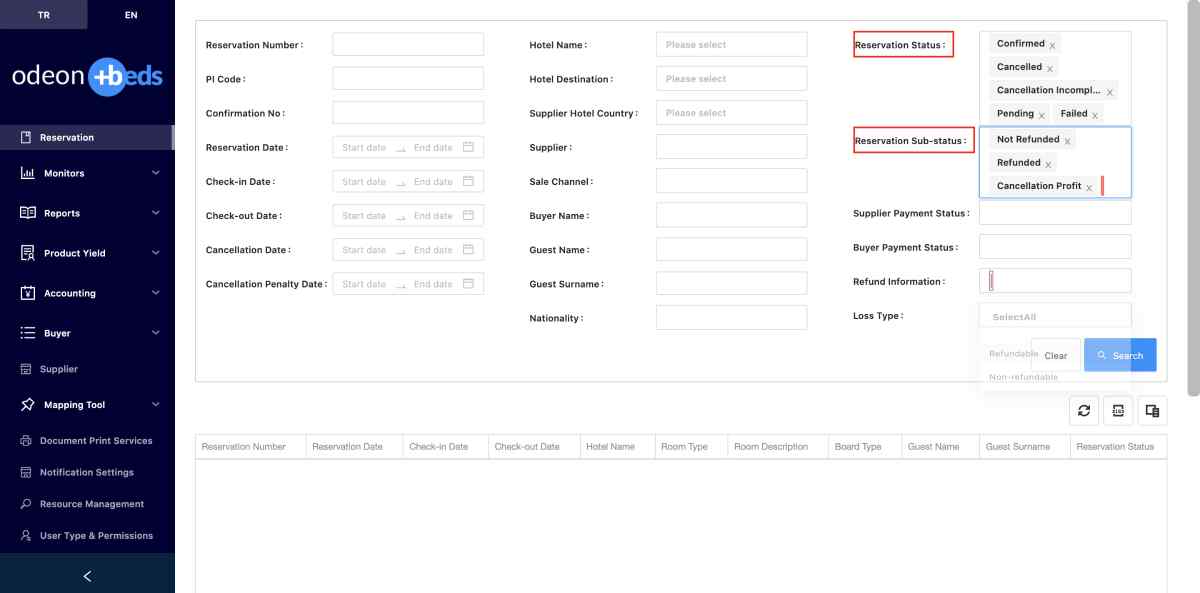 TR
EN
odeon +beds
Reservation
Monitors
Reports
Product Yield
Accounting
Buyer
Supplier
Mapping Tool
Document Print Services
Notification Settings
Resource Management
User Type & Permissions
Reservation Number :
PI Code :
Confirmation No :
Reservation Date : Start date End date
Check-in Date : Start date End date
Check-out Date : Start date End date
Cancellation Date : Start date End date
Cancellation Penalty Date : Start date End date
Hotel Name : Please select
Hotel Destination : Please select
Supplier Hotel Country : Please select
Supplier :
Sale Channel :
Buyer Name :
Guest Name :
Guest Surname :
Nationality :
Reservation Status :
Confirmed x
Cancelled x
Cancellation Incompl... x
Pending x Failed x
Reservation Sub-status :
Not Refunded x
Refunded x
Cancellation Profit x
Supplier Payment Status :
Buyer Payment Status :
Refund Information :
Loss Type :
SelectAll
Refundable
Non-refundable
Clear Search
Reservation Number Reservation Date Check-in Date Check-out Date Hotel Name Room Type Room Description Board Type Guest Name Guest Surname Reservation Status